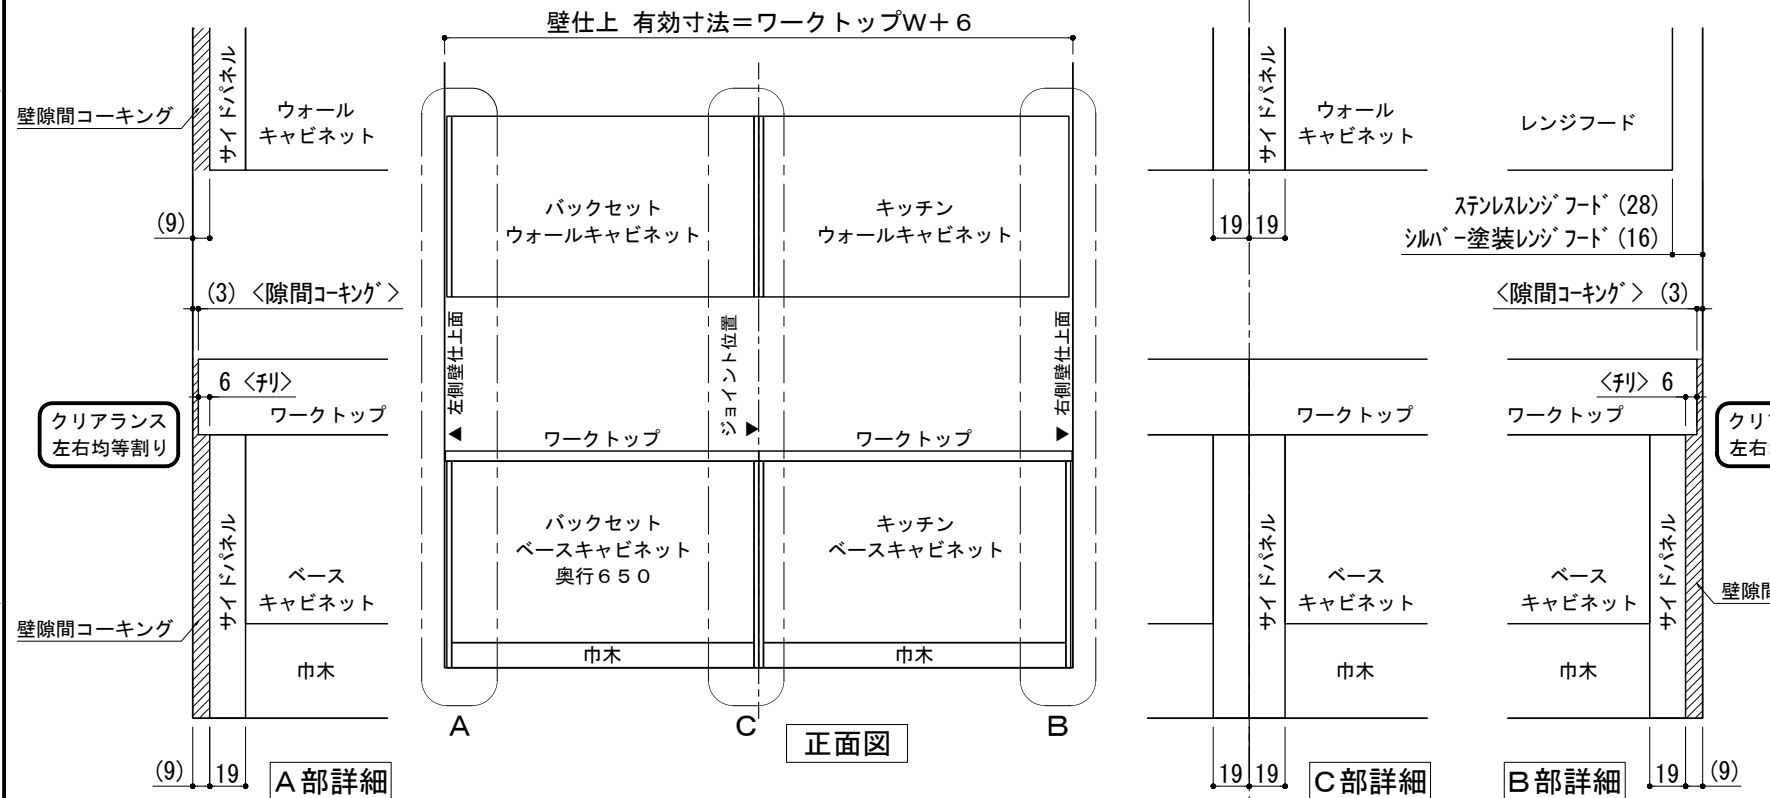 壁仕上 有効寸法＝ワークトップW＋６
壁隙間コーキング
サイドパネル
ウォール
キャビネット
(9)
(3) <隙間ｺｰｷﾝｸﾞ>
6 <ﾁﾘ>
ワークトップ
クリアランス
左右均等割り
サイドパネル
ベース
キャビネット
壁隙間コーキング
巾木
(9)
19
A部詳細
バックセット
ウォールキャビネット
キッチン
ウォールキャビネット
左側壁仕上面
ジョイント位置
右側壁仕上面
ワークトップ
ワークトップ
バックセット
ベースキャビネット
奥行６５０
キッチン
ベースキャビネット
巾木
巾木
A
C
B
正面図
サイドパネル
ウォール
キャビネット
19
19
ワークトップ
サイドパネル
ベース
キャビネット
巾木
19
19
C部詳細
レンジフード
ｽﾃﾝﾚｽﾚﾝｼﾞﾌｰﾄﾞ(28)
ｼﾙﾊﾞｰ塗装ﾚﾝｼﾞﾌｰﾄﾞ(16)
<隙間ｺｰｷﾝｸﾞ> (3)
<ﾁﾘ> 6
ワークトップ
クリ
左右
サイドパネル
ベース
キャビネット
壁隙間
巾木
19
(9)
B部詳細